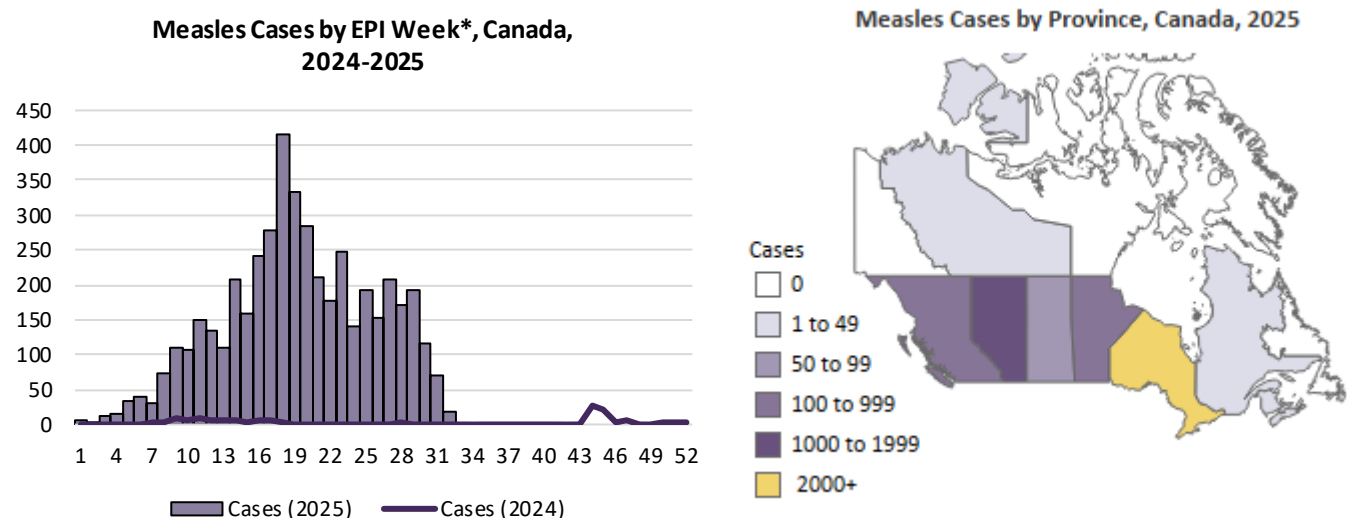 Measles Cases by EPI Week*, Canada,
2024-2025
450
400
350
300
250
200
150
100
50
0
1 4 7 10 13 16 19 22 25 28 31 34 37 40 43 46 49 52
Cases (2025) Cases (2024)
Measles Cases by Province, Canada, 2025
Cases
0
1 to 49
50 to 99
100 to 999
1000 to 1999
2000+